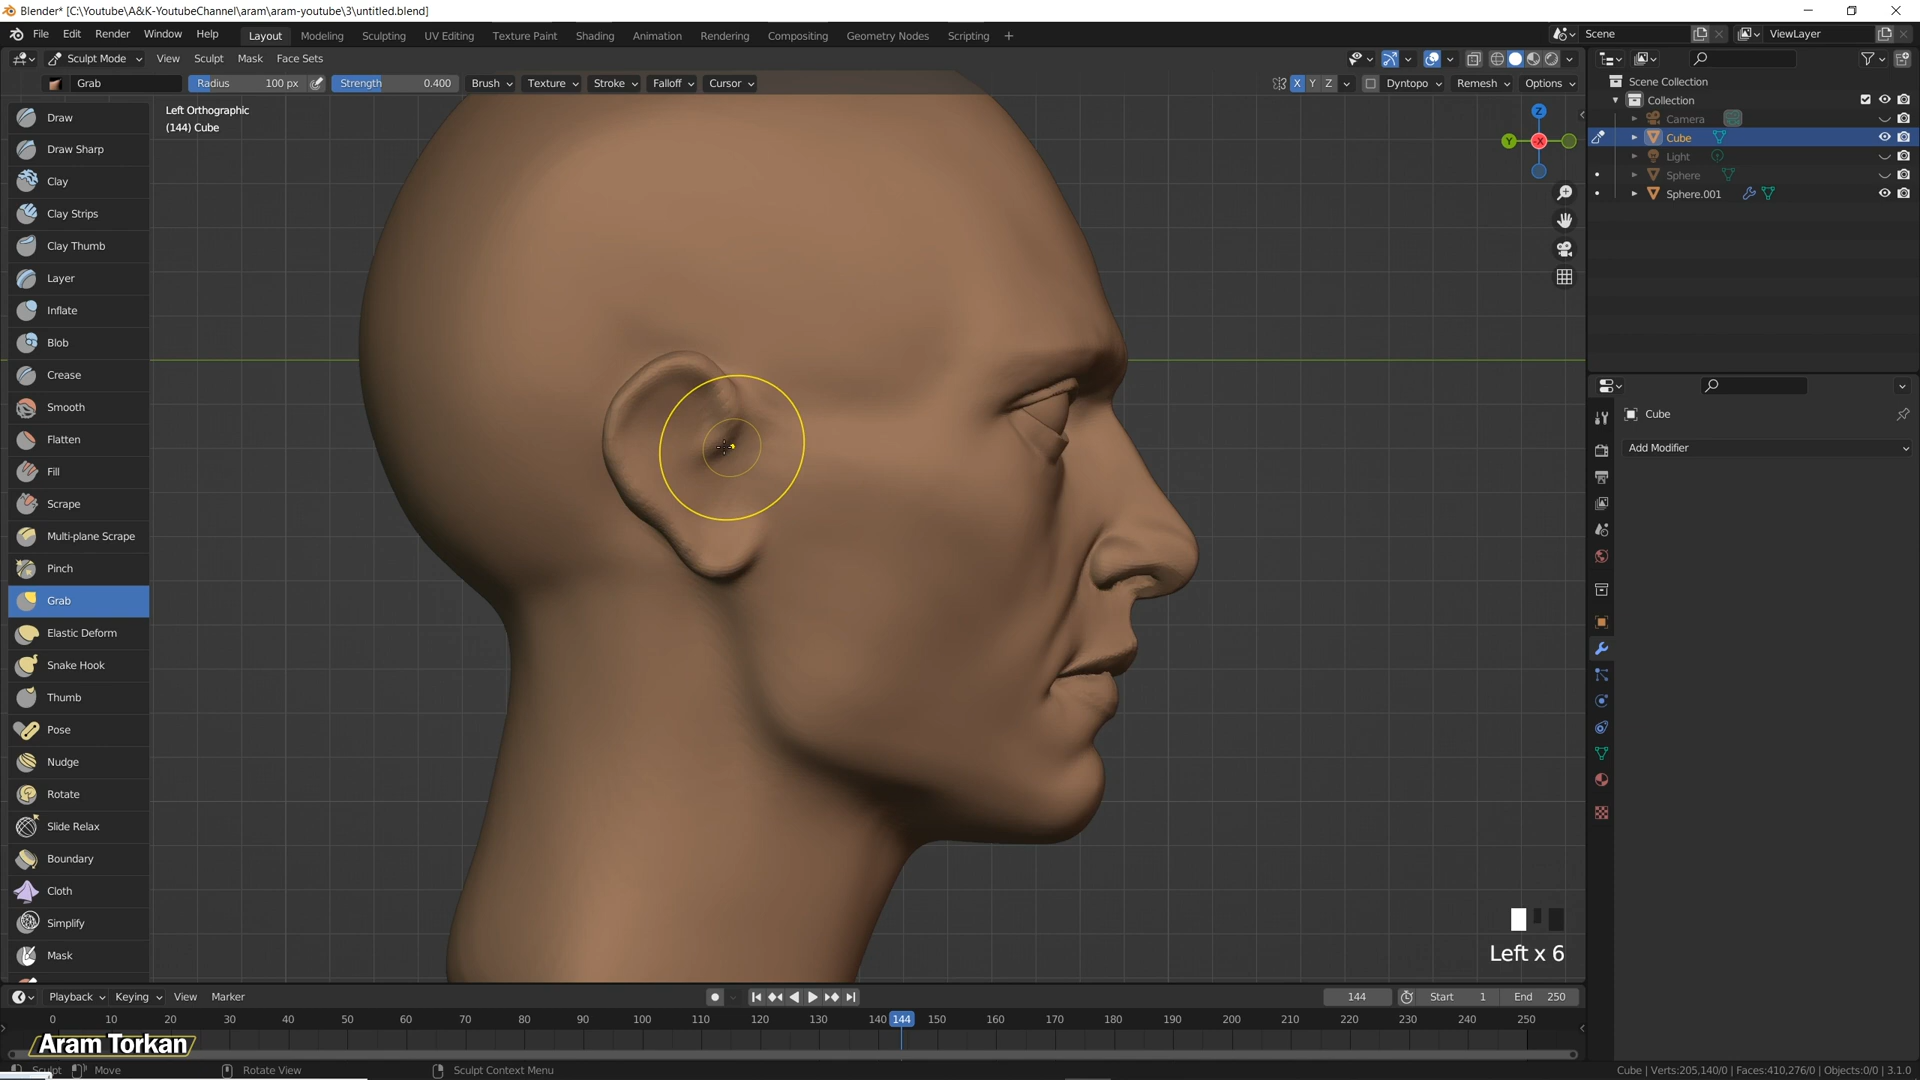 Blender* [C:\Youtube\A&K-YoutubeChannel\aram\aram-youtube\3\untitled.blend]
File Edit Render Window Help Layout Modeling Sculpting UV Editing Texture Paint Shading Animation Rendering Compositing Geometry Nodes Scripting + Scene ViewLayer
Sculpt Mode View Sculpt Mask Face Sets
Grab Radius 100 px Strength 0.400 Brush Texture Stroke Falloff Cursor X Y Z Dyntopo Remesh Options
Left Orthographic
(144) Cube
Z
Y
X
Draw
Draw Sharp
Clay
Clay Strips
Clay Thumb
Layer
Inflate
Blob
Crease
Smooth
Flatten
Fill
Scrape
Multi-plane Scrape
Pinch
Grab
Elastic Deform
Snake Hook
Thumb
Pose
Nudge
Rotate
Slide Relax
Boundary
Cloth
Simplify
Mask
Scene Collection
Collection
Camera
Cube
Light
Sphere
Sphere.001
Cube
Add Modifier
Left x 6
Playback Keying View Marker 144 Start 1 End 250
0 10 20 30 40 50 60 70 80 90 100 110 120 130 140 144 150 160 170 180 190 200 210 220 230 240 250
Aram Torkan
Sculpt Move Rotate View Sculpt Context Menu Cube | Verts:205,140/0 | Faces:410,276/0 | Objects:0/0 | 3.1.0